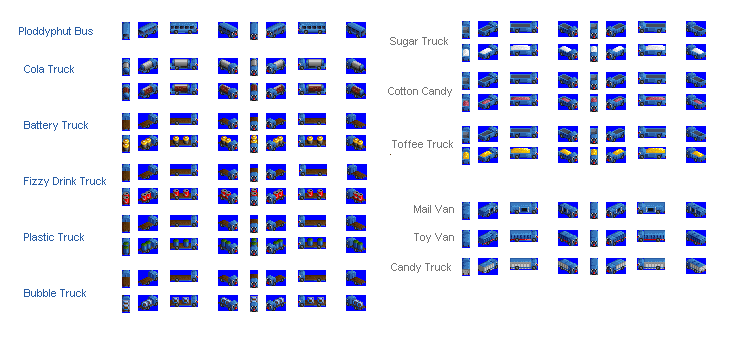 Ploddyphut Bus
Cola Truck
Battery Truck
Fizzy Drink Truck
Plastic Truck
Bubble Truck
Sugar Truck
Cotton Candy
Toffee Truck
Mail Van
Toy Van
Candy Truck